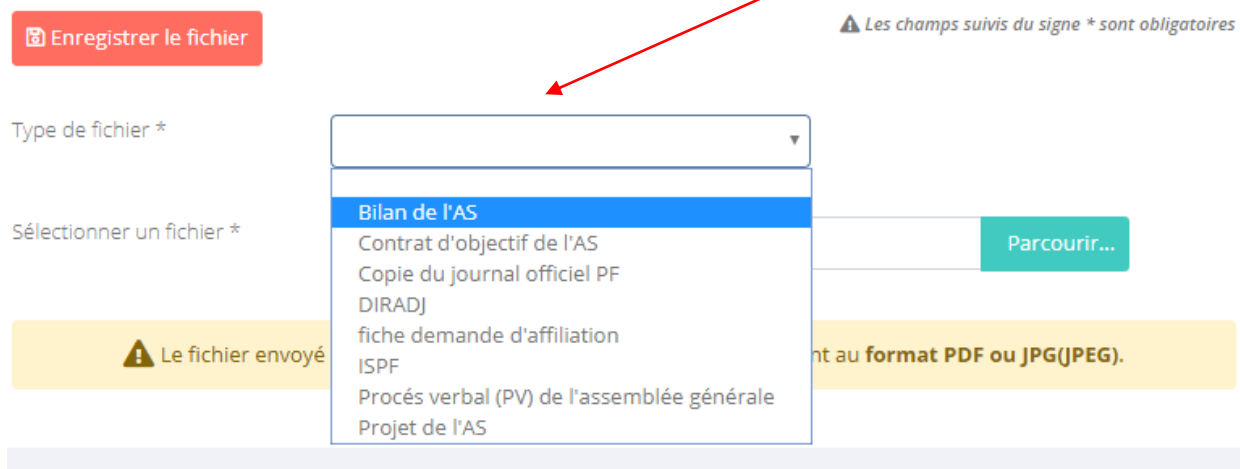 Enregistrer le fichier
Les champs suivis du signe * sont obligatoires
Type de fichier *
Bilan de l'AS
Contrat d'objectif de l'AS
Copie du journal officiel PF
DIRADJ
fiche demande d'affiliation
ISPF
Procés verbal (PV) de l'assemblée générale
Projet de l'AS
Sélectionner un fichier *
Parcourir...
Le fichier envoyé nt au format PDF ou JPG(JPEG).